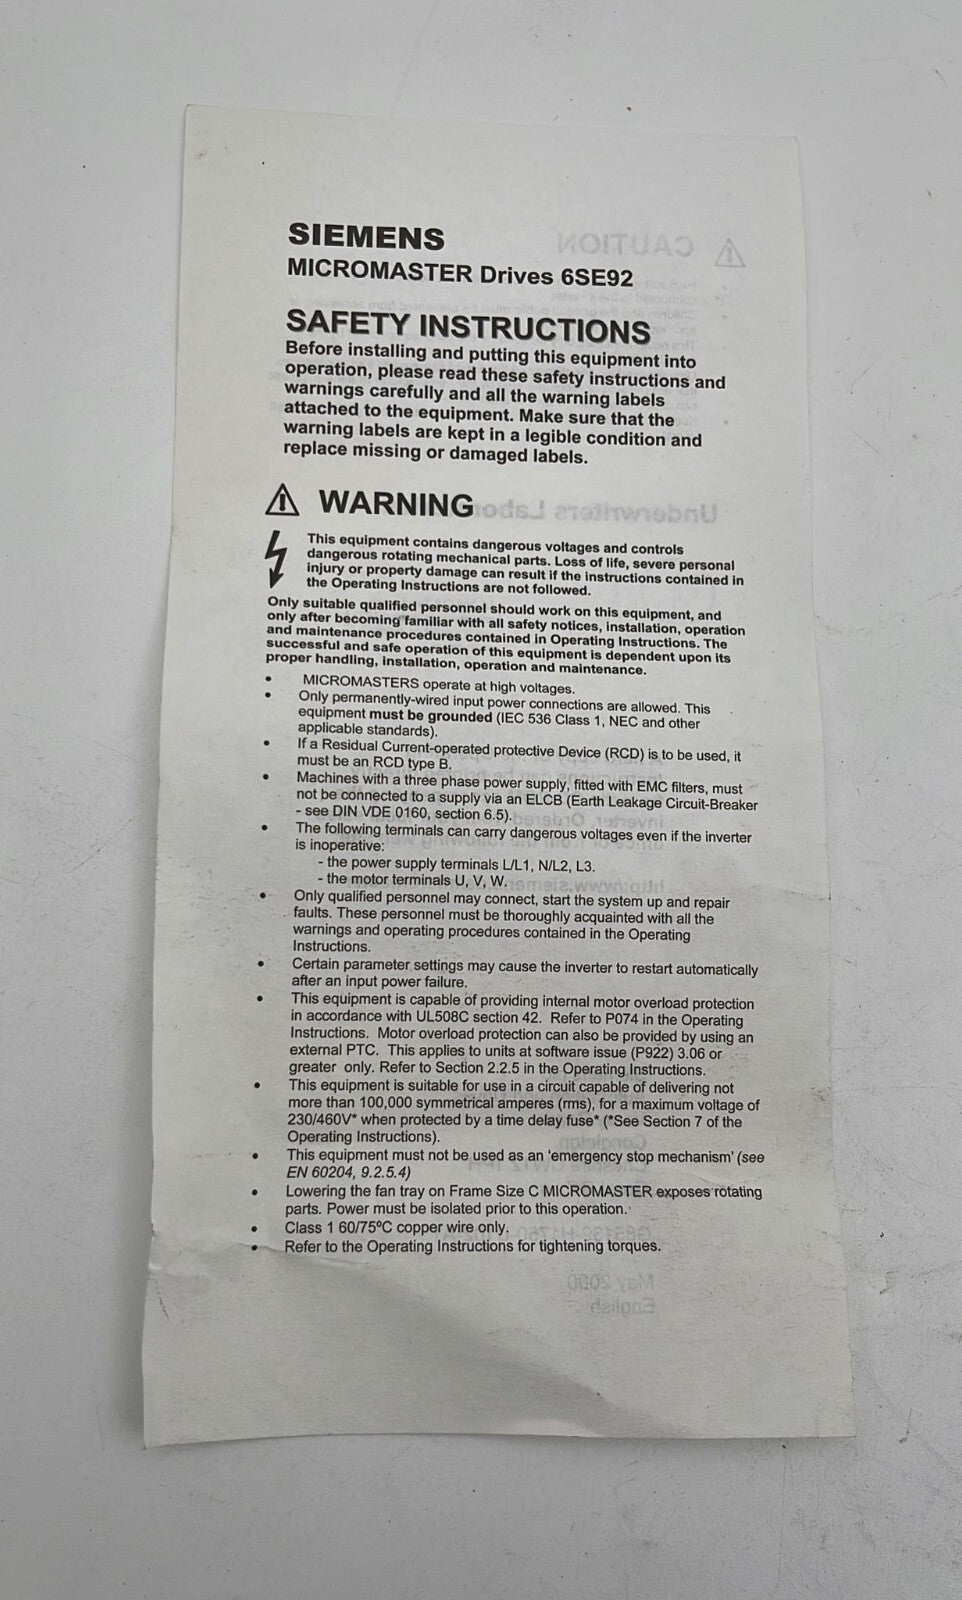 SIEMENS
MICROMASTER Drives 6SE92
SAFETY INSTRUCTIONS
Before installing and putting this equipment into
operation, please read these safety instructions and
warnings carefully and all the warning labels
attached to the equipment. Make sure that the
warning labels are kept in a legible condition and
replace missing or damaged labels.
WARNING
This equipment contains dangerous voltages and controls
dangerous rotating mechanical parts. Loss of life, severe personal
injury or property damage can result if the instructions contained in
the Operating Instructions are not followed.
Only suitable qualified personnel should work on this equipment, and
only after becoming familiar with all safety notices, installation, operation
and maintenance procedures contained in Operating Instructions. The
successful and safe operation of this equipment is dependent upon its
proper handling, installation, operation and maintenance.
• MICROMASTERS operate at high voltages.
• Only permanently-wired input power connections are allowed. This
equipment must be grounded (IEC 536 Class 1, NEC and other
applicable standards).
• If a Residual Current-operated protective Device (RCD) is to be used, it
must be an RCD type B.
• Machines with a three phase power supply, fitted with EMC filters, must
not be connected to a supply via an ELCB (Earth Leakage Circuit-Breaker
- see DIN VDE 0160, section 6.5).
• The following terminals can carry dangerous voltages even if the inverter
is inoperative:
- the power supply terminals L/L1, N/L2, L3.
- the motor terminals U, V, W.
• Only qualified personnel may connect, start the system up and repair
faults. These personnel must be thoroughly acquainted with all the
warnings and operating procedures contained in the Operating
Instructions.
• Certain parameter settings may cause the inverter to restart automatically
after an input power failure.
• This equipment is capable of providing internal motor overload protection
in accordance with UL508C section 42. Refer to P074 in the Operating
Instructions. Motor overload protection can also be provided by using an
external PTC. This applies to units at software issue (P922) 3.06 or
greater only. Refer to Section 2.2.5 in the Operating Instructions.
• This equipment is suitable for use in a circuit capable of delivering not
more than 100,000 symmetrical amperes (rms), for a maximum voltage of
230/460V* when protected by a time delay fuse* (*See Section 7 of the
Operating Instructions).
• This equipment must not be used as an ‘emergency stop mechanism’ (see
EN 60204, 9.2.5.4)
• Lowering the fan tray on Frame Size C MICROMASTER exposes rotating
parts. Power must be isolated prior to this operation.
• Class 1 60/75ºC copper wire only.
• Refer to the Operating Instructions for tightening torques.